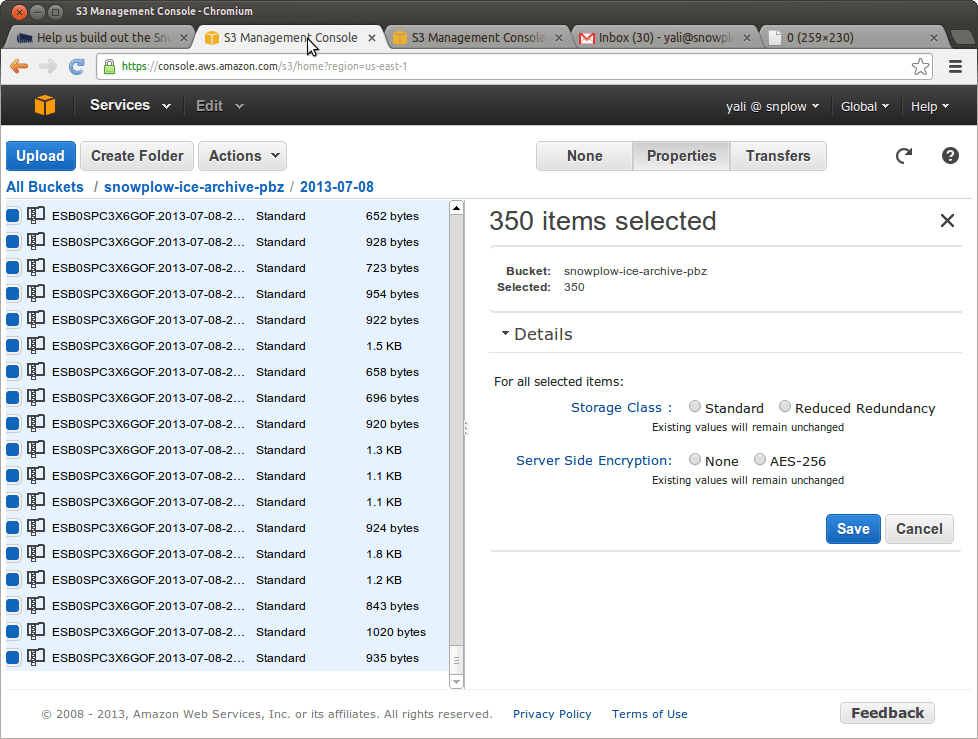 S3 Management Console - Chromium
Help us build out the Sno
S3 Management Console
S3 Management Console
Inbox (30) - yali@snowpl
0 (259×230)
https://console.aws.amazon.com/s3/home?region=us-east-1
Services Edit yali @ snplow Global Help
Upload Create Folder Actions None Properties Transfers
All Buckets / snowplow-ice-archive-pbz / 2013-07-08
ESB0SPC3X6GOF.2013-07-08-2... Standard 652 bytes
ESB0SPC3X6GOF.2013-07-08-2... Standard 928 bytes
ESB0SPC3X6GOF.2013-07-08-2... Standard 723 bytes
ESB0SPC3X6GOF.2013-07-08-2... Standard 954 bytes
ESB0SPC3X6GOF.2013-07-08-2... Standard 922 bytes
ESB0SPC3X6GOF.2013-07-08-2... Standard 1.5 KB
ESB0SPC3X6GOF.2013-07-08-2... Standard 658 bytes
ESB0SPC3X6GOF.2013-07-08-2... Standard 696 bytes
ESB0SPC3X6GOF.2013-07-08-2... Standard 920 bytes
ESB0SPC3X6GOF.2013-07-08-2... Standard 1.3 KB
ESB0SPC3X6GOF.2013-07-08-2... Standard 1.1 KB
ESB0SPC3X6GOF.2013-07-08-2... Standard 1.1 KB
ESB0SPC3X6GOF.2013-07-08-2... Standard 924 bytes
ESB0SPC3X6GOF.2013-07-08-2... Standard 1.8 KB
ESB0SPC3X6GOF.2013-07-08-2... Standard 1.2 KB
ESB0SPC3X6GOF.2013-07-08-2... Standard 843 bytes
ESB0SPC3X6GOF.2013-07-08-2... Standard 1020 bytes
ESB0SPC3X6GOF.2013-07-08-2... Standard 935 bytes
350 items selected
Bucket: snowplow-ice-archive-pbz
Selected: 350
Details
For all selected items:
Storage Class : Standard Reduced Redundancy
Existing values will remain unchanged
Server Side Encryption: None AES-256
Existing values will remain unchanged
Save Cancel
© 2008 - 2013, Amazon Web Services, Inc. or its affiliates. All rights reserved. Privacy Policy Terms of Use Feedback